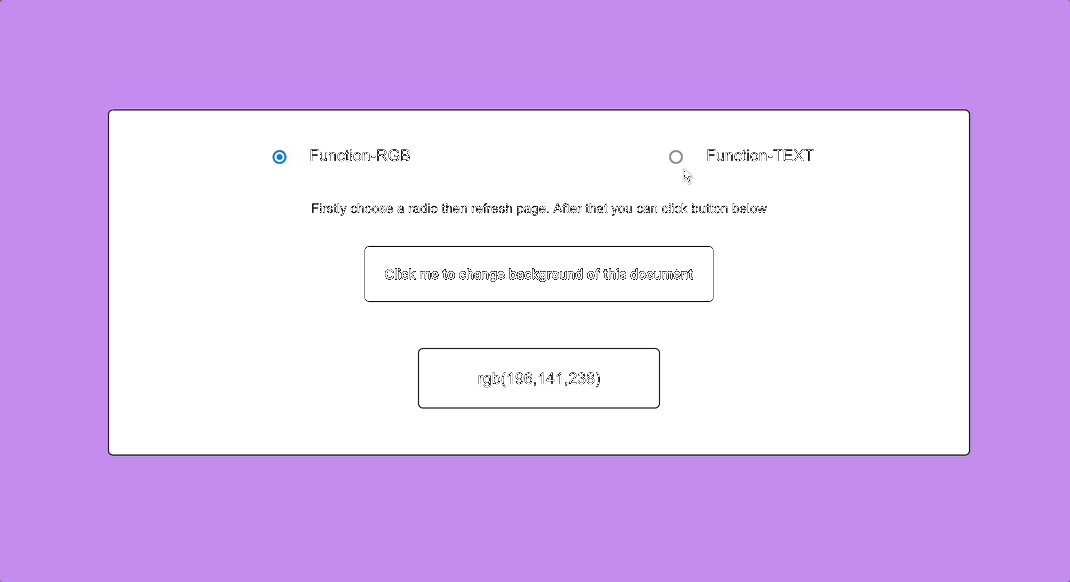 Function-RGB
Function-TEXT
Firstly choose a radio then refresh page. After that you can click button below
Click me to change background of this document
rgb(196,141,238)